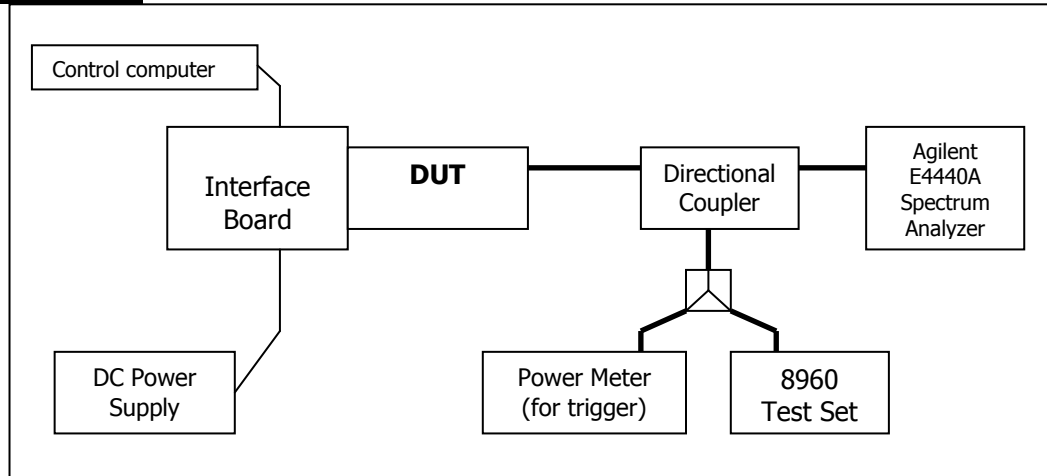 Control computer
Interface
Board
DUT
Directional
Coupler
Agilent
E4440A
Spectrum
Analyzer
DC Power
Supply
Power Meter
(for trigger)
8960
Test Set